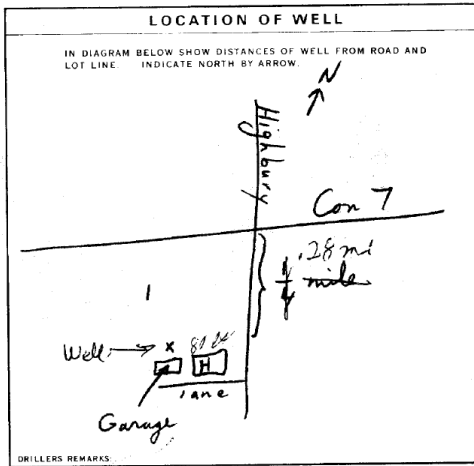 LOCATION OF WELL
IN DIAGRAM BELOW SHOW DISTANCES OF WELL FROM ROAD AND
LOT LINE. INDICATE NORTH BY ARROW.
N
Highbury
Con 7
.28 mi
1/4 mile
1
Well
H
lane
Garage
DRILLERS REMARKS: